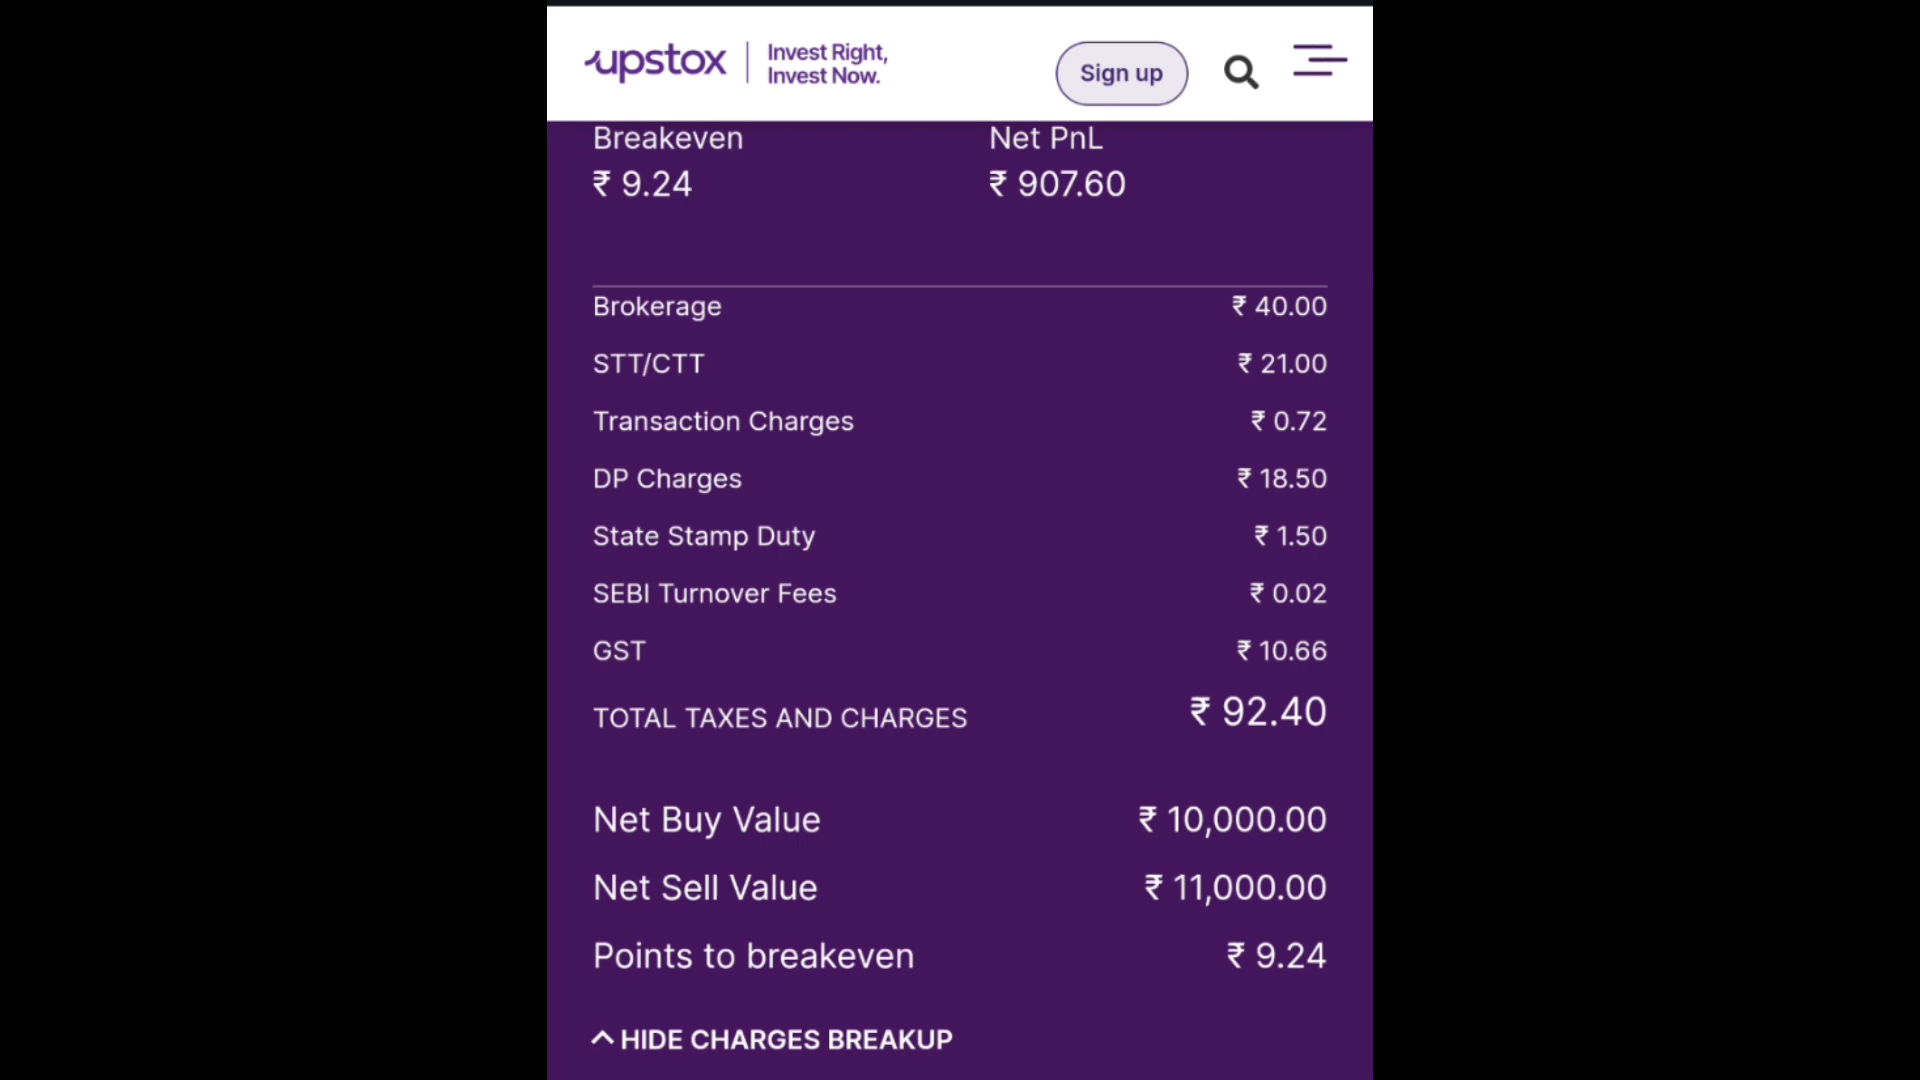 upstox
Invest Right,
Invest Now.
Sign up
Breakeven Net PnL
₹ 9.24 ₹ 907.60
Brokerage ₹ 40.00
STT/CTT ₹ 21.00
Transaction Charges ₹ 0.72
DP Charges ₹ 18.50
State Stamp Duty ₹ 1.50
SEBI Turnover Fees ₹ 0.02
GST ₹ 10.66
TOTAL TAXES AND CHARGES ₹ 92.40
Net Buy Value ₹ 10,000.00
Net Sell Value ₹ 11,000.00
Points to breakeven ₹ 9.24
HIDE CHARGES BREAKUP